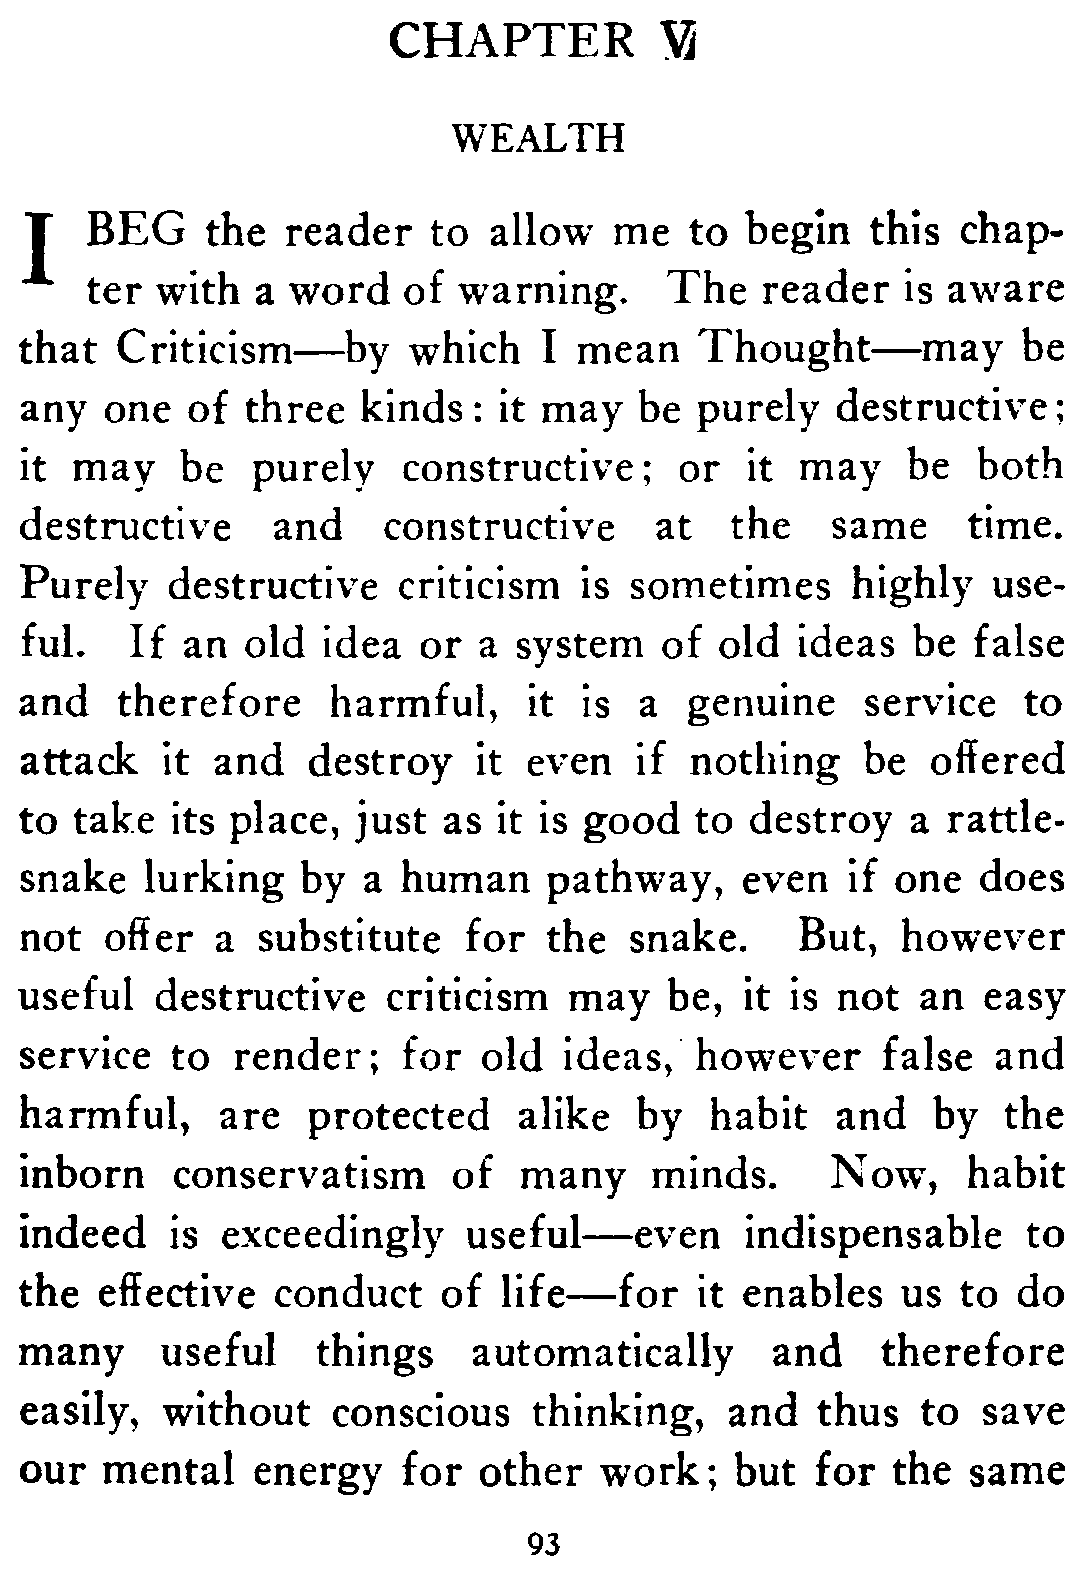 CHAPTER VI
WEALTH
I BEG the reader to allow me to begin this chap-
ter with a word of warning. The reader is aware
that Criticism—by which I mean Thought—may be
any one of three kinds: it may be purely destructive;
it may be purely constructive; or it may be both
destructive and constructive at the same time.
Purely destructive criticism is sometimes highly use-
ful. If an old idea or a system of old ideas be false
and therefore harmful, it is a genuine service to
attack it and destroy it even if nothing be offered
to take its place, just as it is good to destroy a rattle-
snake lurking by a human pathway, even if one does
not offer a substitute for the snake. But, however
useful destructive criticism may be, it is not an easy
service to render; for old ideas, however false and
harmful, are protected alike by habit and by the
inborn conservatism of many minds. Now, habit
indeed is exceedingly useful—even indispensable to
the effective conduct of life—for it enables us to do
many useful things automatically and therefore
easily, without conscious thinking, and thus to save
our mental energy for other work; but for the same
93